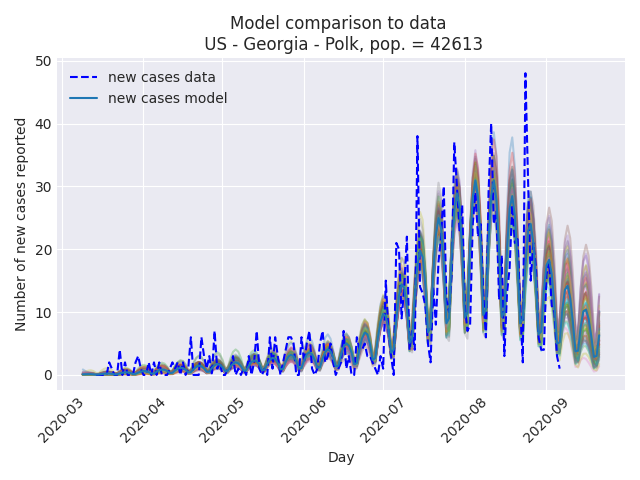 Model comparison to data
US - Georgia - Polk, pop. = 42613
new cases data
new cases model
Number of new cases reported
50
40
30
20
10
0
2020-03
2020-04
2020-05
2020-06
2020-07
2020-08
2020-09
Day